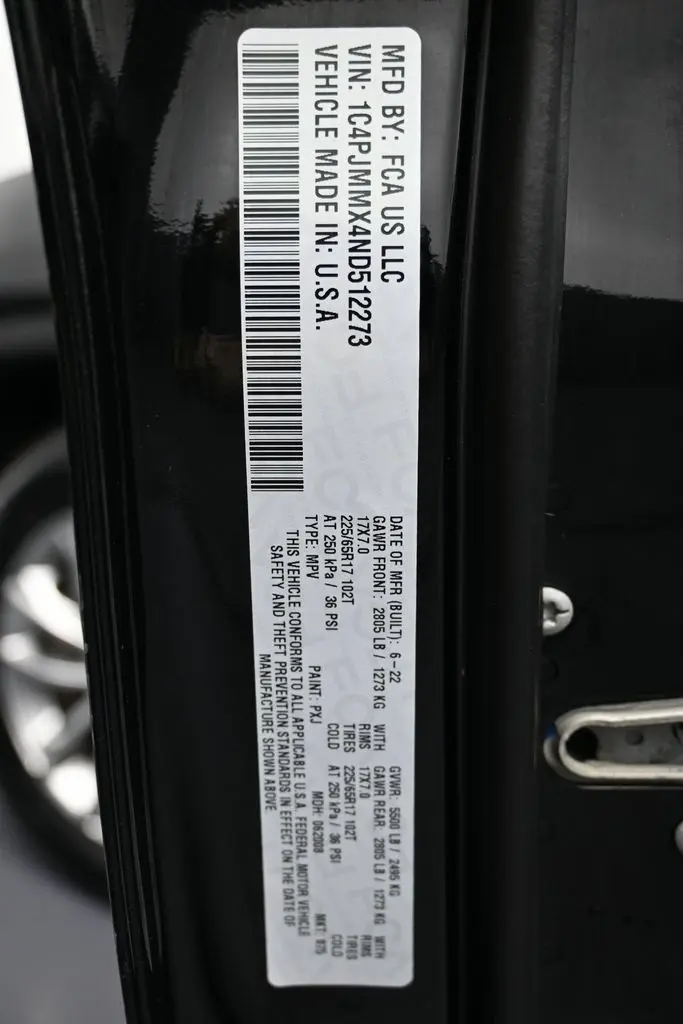 MFD BY: FCA US LLC
VIN: 1C4PJMMX4ND512273
VEHICLE MADE IN: U.S.A.
DATE OF MFR (BUILT): 6-22 GVWR: 5500 LB / 2495 KG
GAWR FRONT: 2805 LB / 1273 KG WITH GAWR REAR: 2805 LB / 1273 KG WITH
17X7.0 RIMS 17X7.0 RIMS
225/65R17 102T TIRES 225/65R17 102T TIRES
AT 250 kPa / 36 PSI COLD AT 250 kPa / 36 PSI COLD
TYPE: MPV PAINT: PXJ MDH: 062008 MKT: 875
THIS VEHICLE CONFORMS TO ALL APPLICABLE U.S.A. FEDERAL MOTOR VEHICLE
SAFETY AND THEFT PREVENTION STANDARDS IN EFFECT ON THE DATE OF
MANUFACTURE SHOWN ABOVE